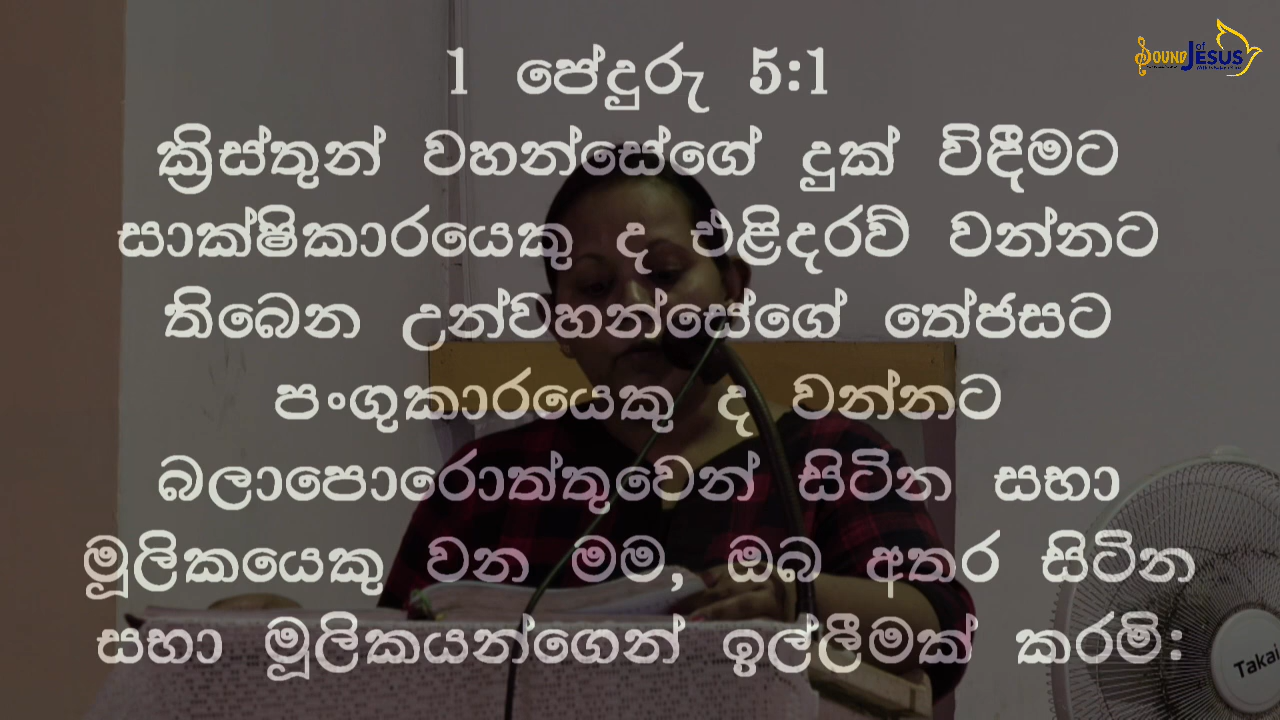 1 පේදුරු 5:1
ක්‍රිස්තුන් වහන්සේගේ දුක් විඳීමට
සාක්ෂිකාරයෙකු ද එළිදරව් වන්නට
තිබෙන උන්වහන්සේගේ තේජසට
පංගුකාරයෙකු ද වන්නට
බලාපොරොත්තුවෙන් සිටින සභා
මූලිකයෙකු වන මම, ඔබ අතර සිටින
සභා මූලිකයන්ගෙන් ඉල්ලීමක් කරමි:
SOUND of JESUS
Takai